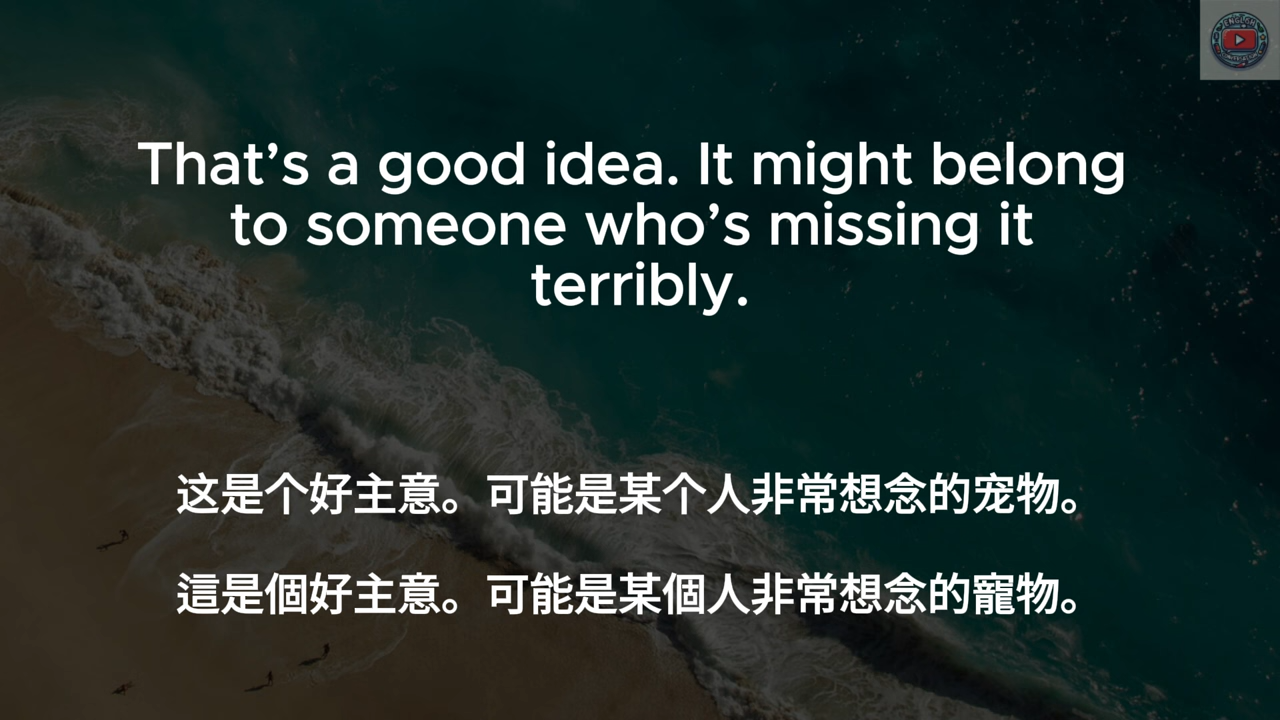 That’s a good idea. It might belong
to someone who’s missing it
terribly.
这是个好主意。可能是某个人非常想念的宠物。
這是個好主意。可能是某個人非常想念的寵物。